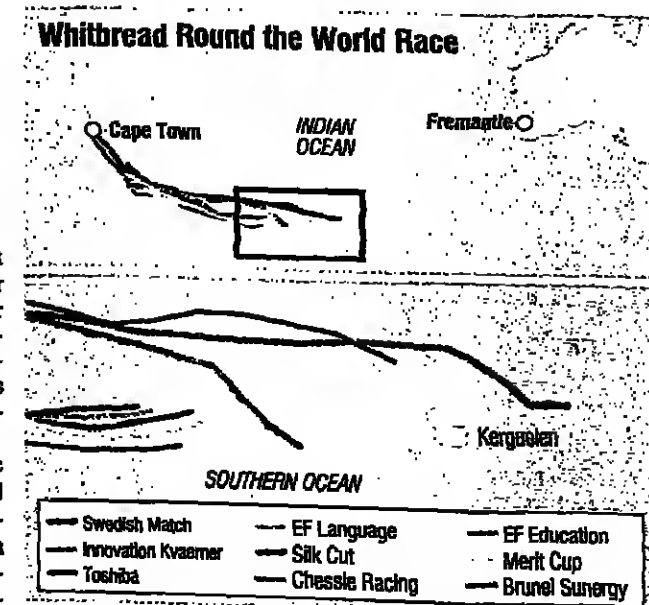 Whitbread Round the World Race
Cape Town
INDIAN
OCEAN
Fremantle
Kerguelen
SOUTHERN OCEAN
Swedish Match
Innovation Kvaerner
Toshiba
EF Language
Silk Cut
Chessie Racing
EF Education
Merit Cup
Brunel Sunergy